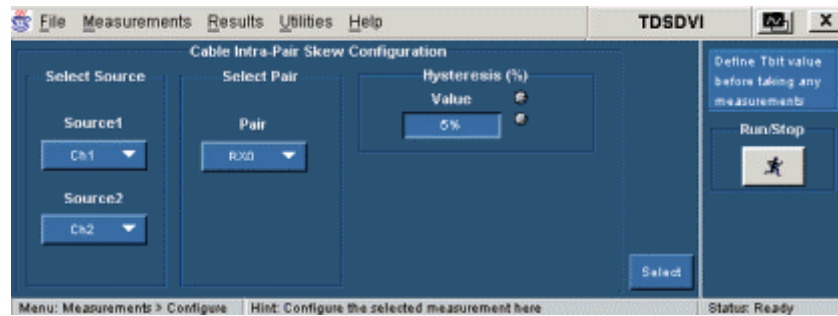 File Measurements Results Utilities Help TDSDVI X
Cable Intra-Pair Skew Configuration
Select Source
Source1
Ch1
Source2
Ch2
Select Pair
Pair
RX0
Hysteresis (%)
Value
5%
Select
Define Tbit value
before taking any
measurements
Run/Stop
Menu: Measurements > Configure
Hint: Configure the selected measurement here
Status: Ready